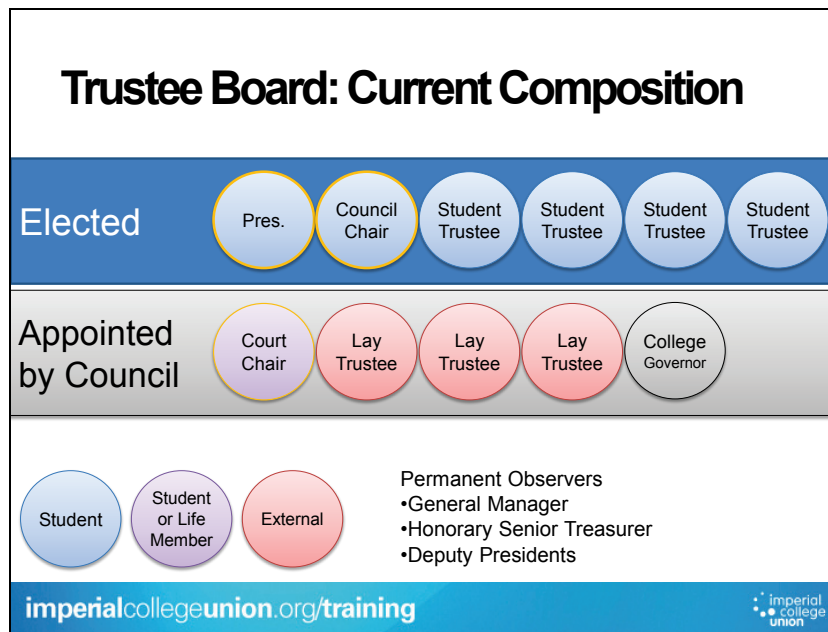 Trustee Board: Current Composition
Elected
Pres.
Council
Chair
Student
Trustee
Student
Trustee
Student
Trustee
Student
Trustee
Appointed
by Council
Court
Chair
Lay
Trustee
Lay
Trustee
Lay
Trustee
College
Governor
Student
Student
or Life
Member
External
Permanent Observers
•General Manager
•Honorary Senior Treasurer
•Deputy Presidents
imperialcollegeunion.org/training
imperial
college
union